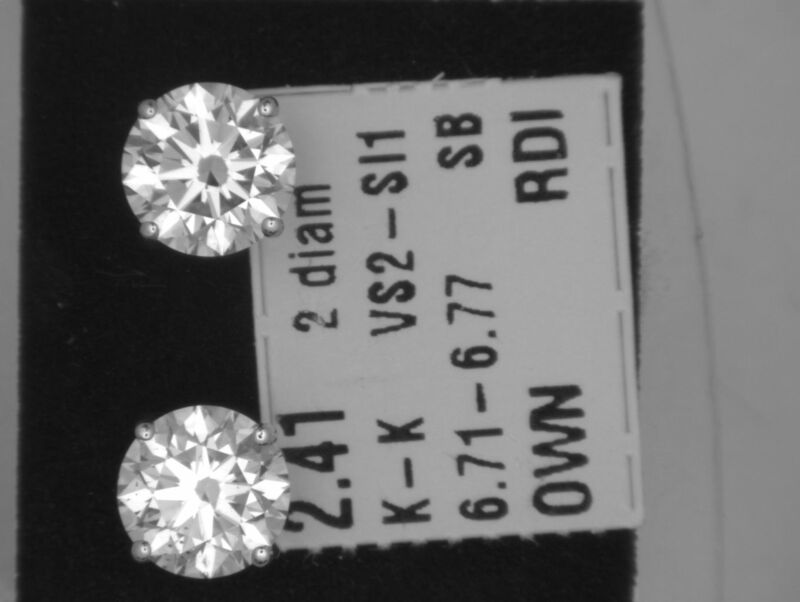 2.41 2 diam
K-K VS2-SI1
6.71-6.77 SB
OWN RDI